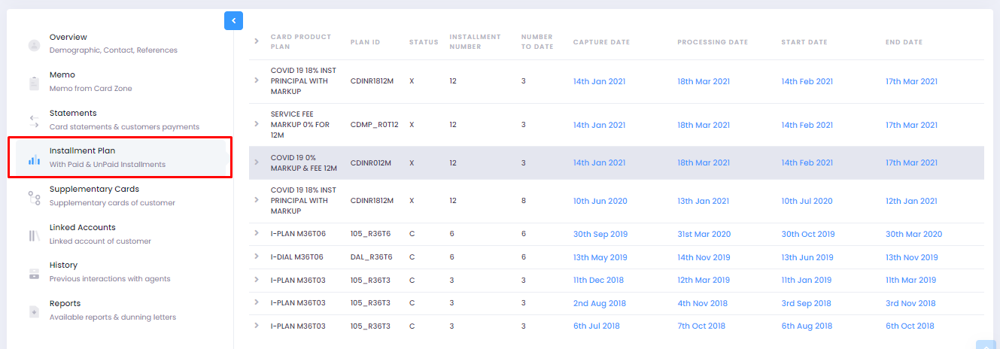 Overview
Demographic, Contact, References
Memo
Memo from Card Zone
Statements
Card statements & customers payments
Installment Plan
With Paid & UnPaid Installments
Supplementary Cards
Supplementary cards of customer
Linked Accounts
Linked account of customer
History
Previous interactions with agents
Reports
Available reports & dunning letters
CARD PRODUCT PLAN PLAN ID STATUS INSTALLMENT NUMBER NUMBER TO DATE CAPTURE DATE PROCESSING DATE START DATE END DATE
COVID 19 18% INST PRINCIPAL WITH MARKUP CDINR1812M X 12 3 14th Jan 2021 18th Mar 2021 14th Feb 2021 17th Mar 2021
SERVICE FEE MARKUP 0% FOR 12M CDMP_R0T12 X 12 3 14th Jan 2021 18th Mar 2021 14th Feb 2021 17th Mar 2021
COVID 19 0% MARKUP & FEE 12M CDINR012M X 12 3 14th Jan 2021 18th Mar 2021 14th Feb 2021 17th Mar 2021
COVID 19 18% INST PRINCIPAL WITH MARKUP CDINR1812M X 12 8 10th Jun 2020 13th Jan 2021 10th Jul 2020 12th Jan 2021
I-PLAN M36T06 105_R36T6 C 6 6 30th Sep 2019 31st Mar 2020 30th Oct 2019 30th Mar 2020
I-DIAL M36T06 DAL_R36T6 C 6 6 13th May 2019 14th Nov 2019 13th Jun 2019 13th Nov 2019
I-PLAN M36T03 105_R36T3 C 3 3 11th Dec 2018 12th Mar 2019 11th Jan 2019 11th Mar 2019
I-PLAN M36T03 105_R36T3 C 3 3 2nd Aug 2018 4th Nov 2018 3rd Sep 2018 3rd Nov 2018
I-PLAN M36T03 105_R36T3 C 3 3 6th Jul 2018 7th Oct 2018 6th Aug 2018 6th Oct 2018